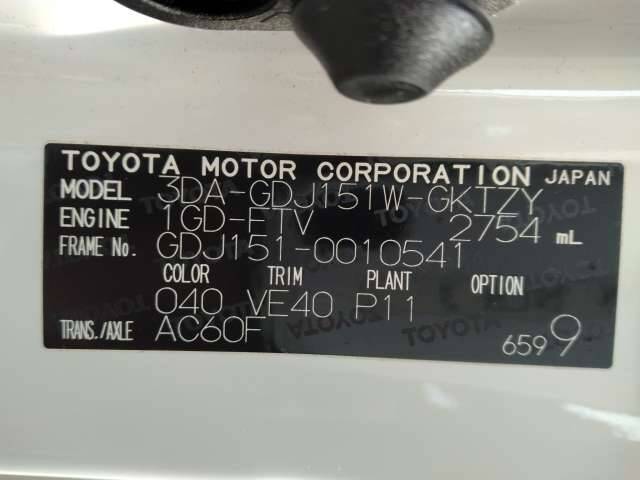 TOYOTA MOTOR CORPORATION JAPAN
MODEL 3DA-GDJ151W-GKTZY
ENGINE 1GD-FTV 2754 mL
FRAME No. GDJ151-0010541
COLOR TRIM PLANT OPTION
040 VE40 P11
TRANS./AXLE AC60F
6599